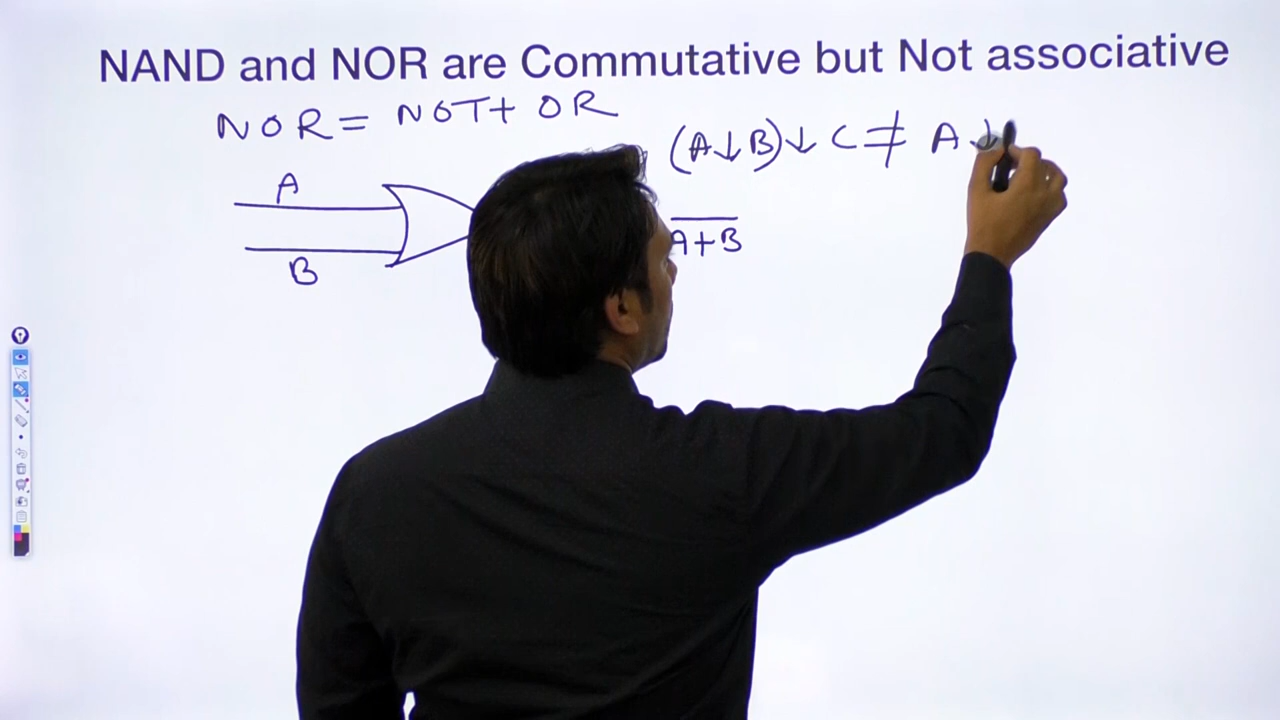 NAND and NOR are Commutative but Not associative
NOR = NOT + OR
(A↓B)↓C ≠ A↓
A
A+B
B